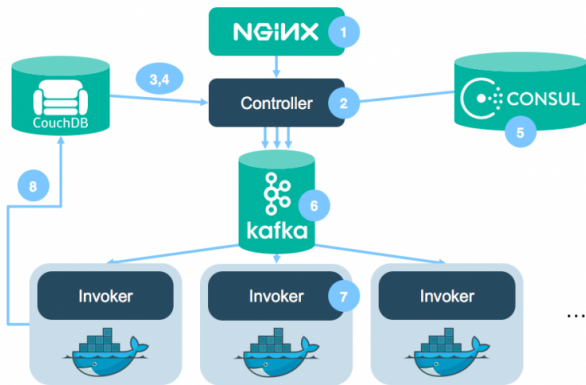 NGiNX
1
3,4
CouchDB
Controller
2
CONSUL
5
8
kafka
6
Invoker
Invoker
7
Invoker
...